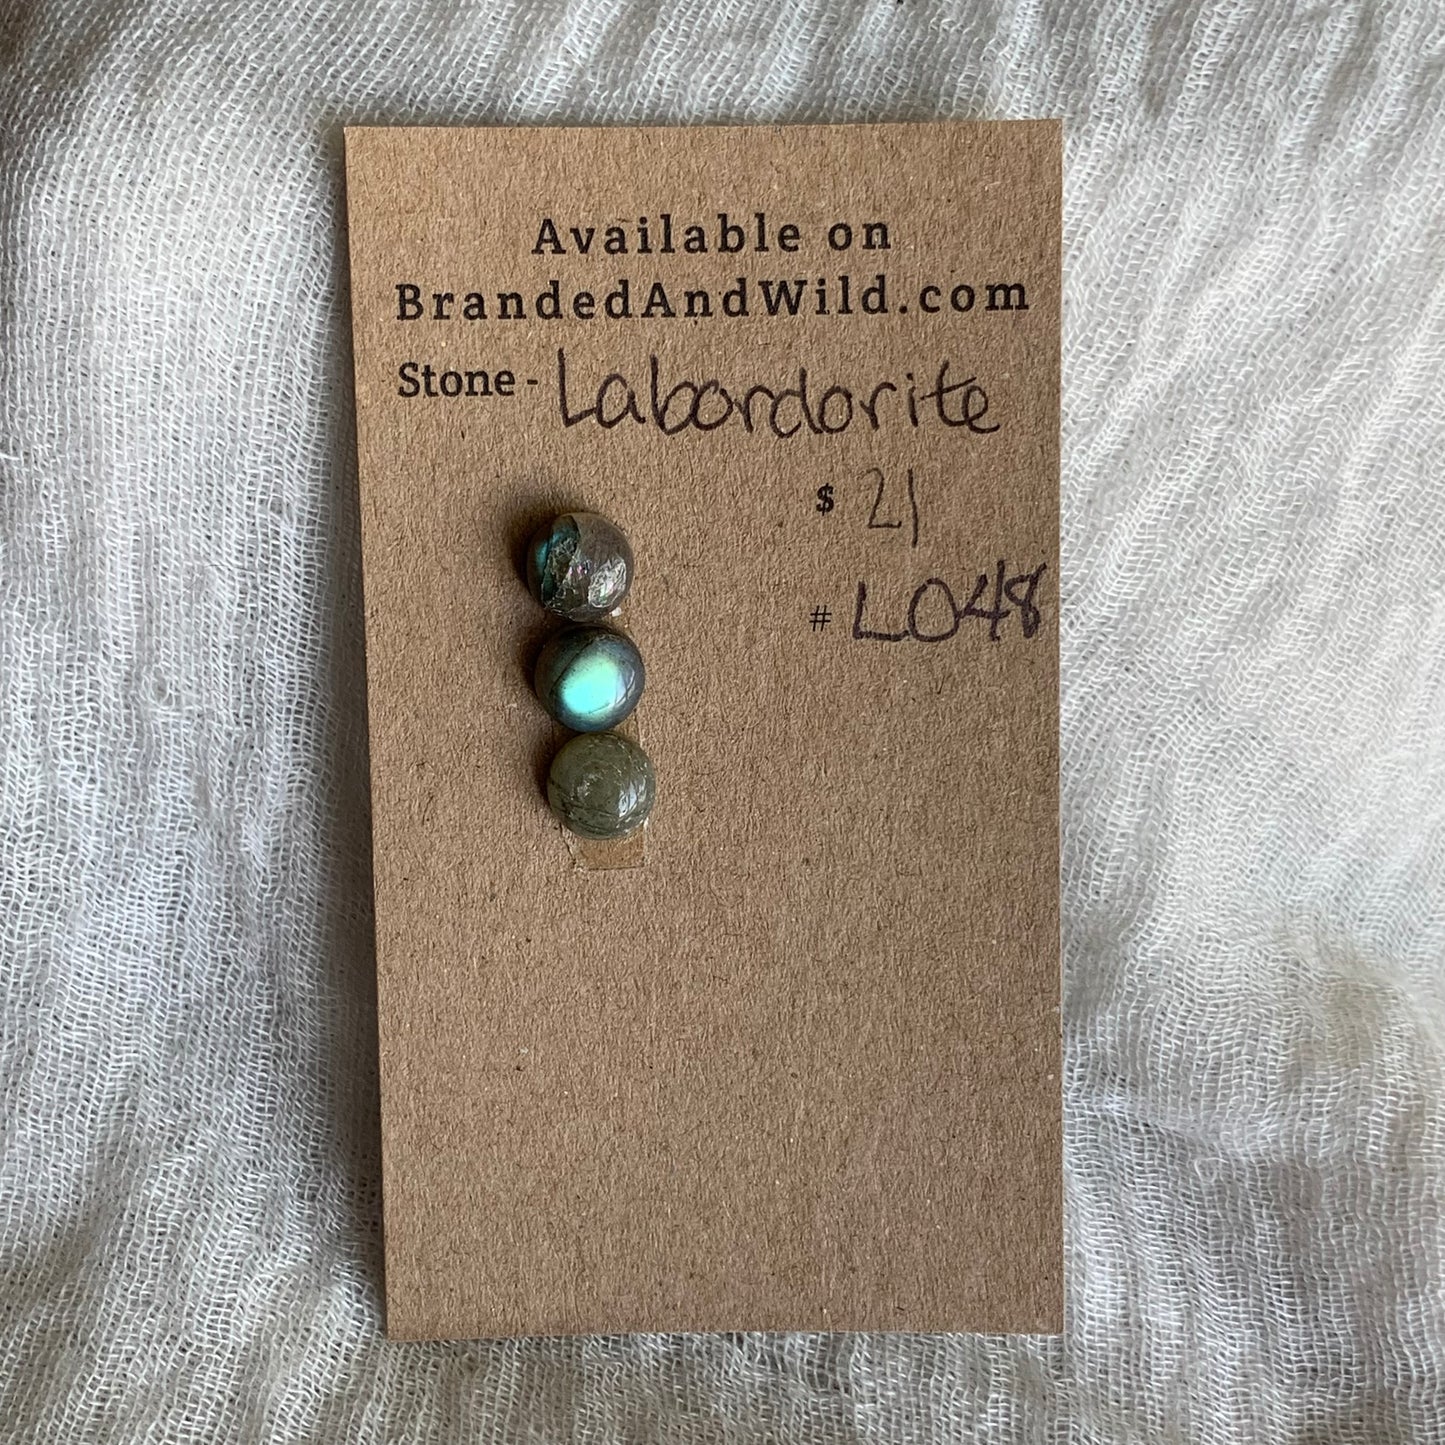 Available on
BrandedAndWild.com
Stone - Labordorite
$ 21
# L048